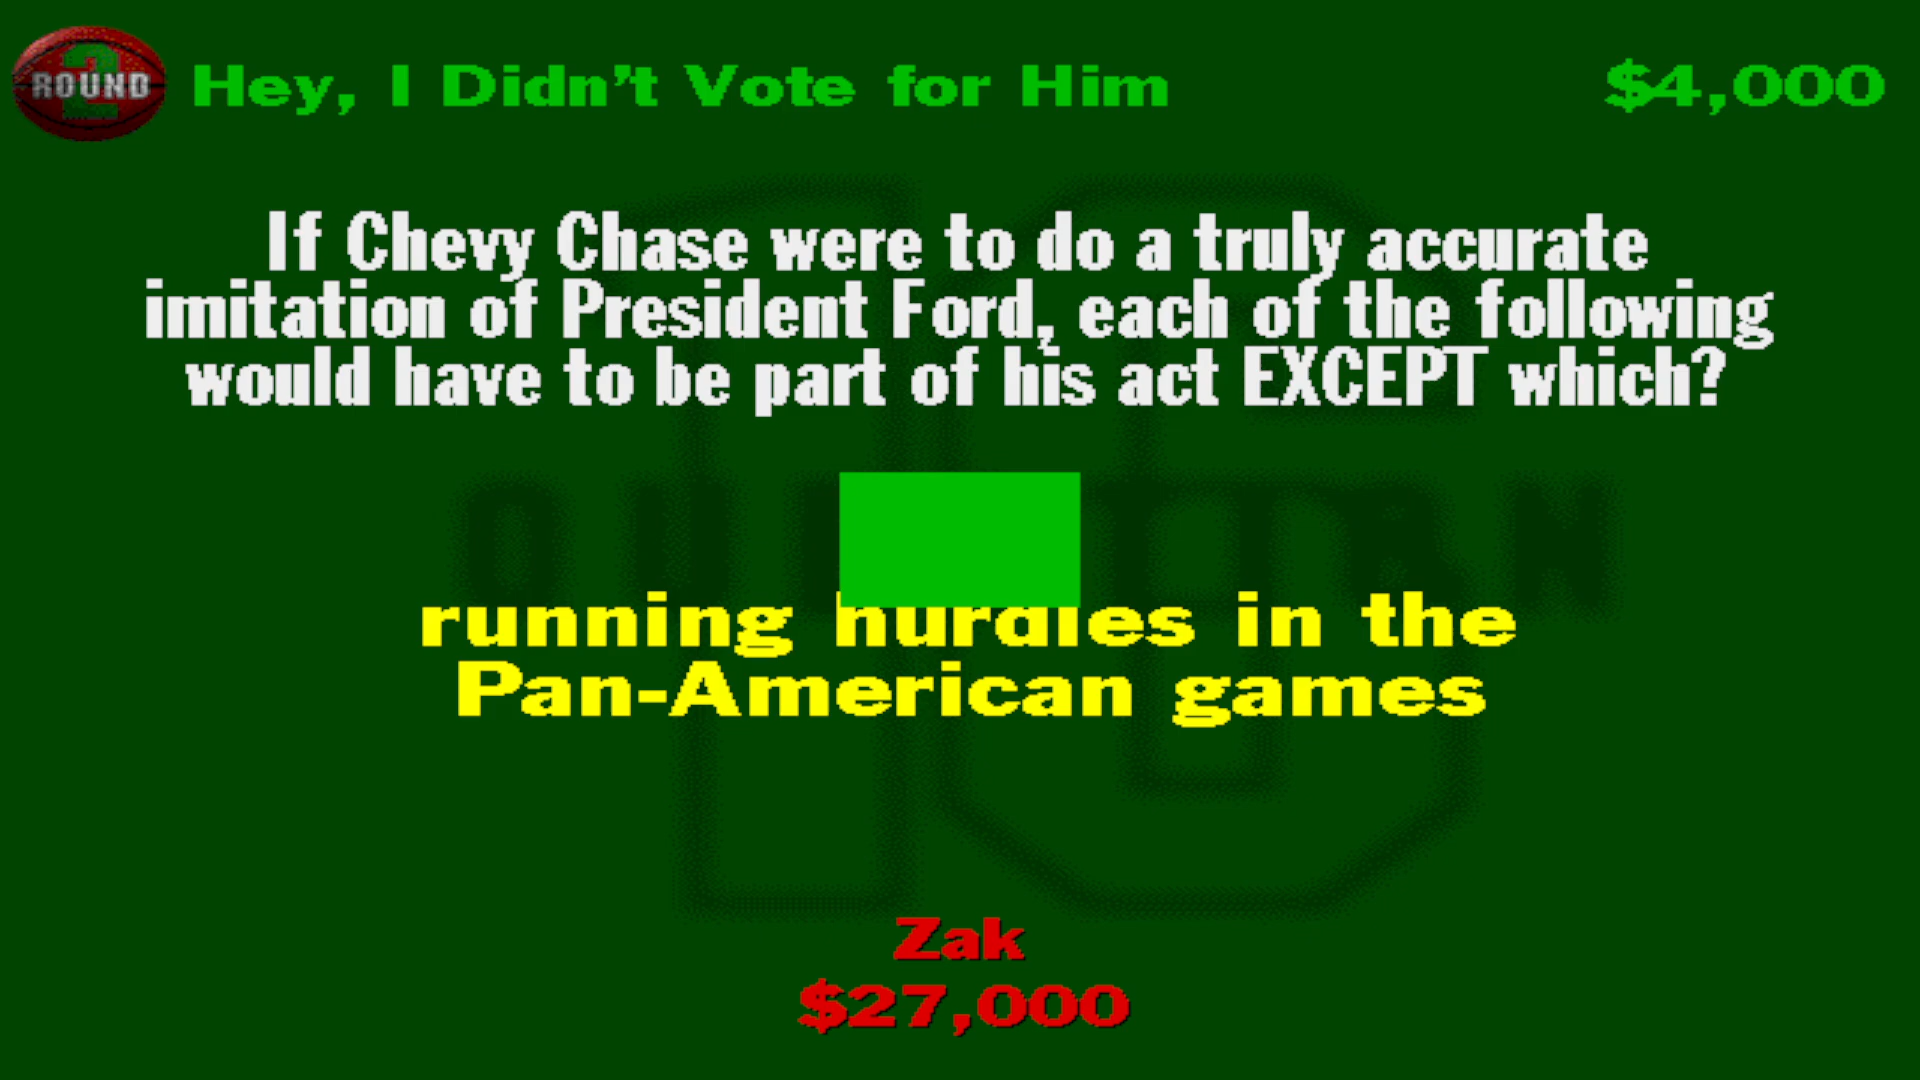 ROUND 2
Hey, I Didn't Vote for Him
$4,000
If Chevy Chase were to do a truly accurate
imitation of President Ford, each of the following
would have to be part of his act EXCEPT which?
running hurdles in the
Pan-American games
Zak
$27,000